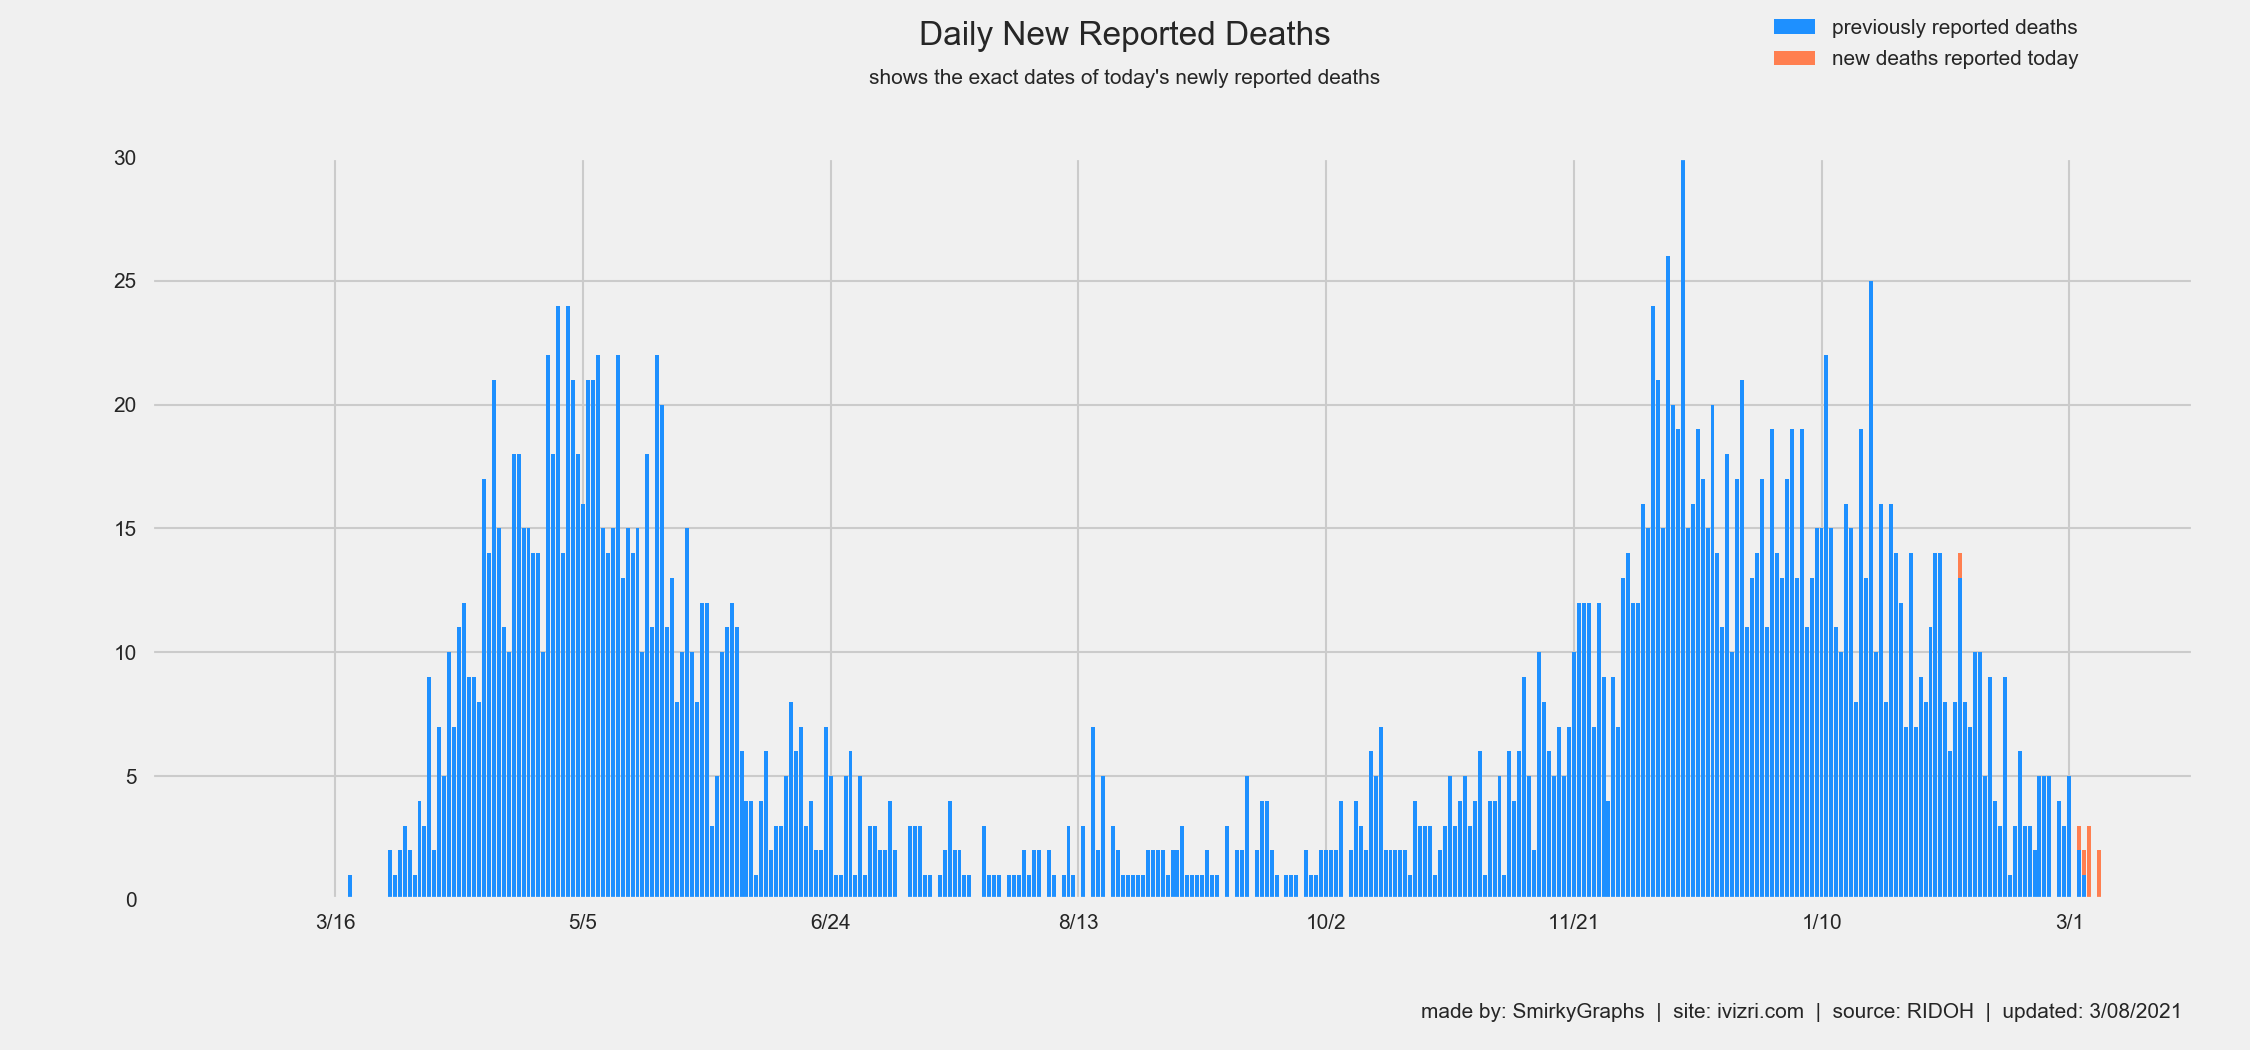 Daily New Reported Deaths
shows the exact dates of today's newly reported deaths
previously reported deaths
new deaths reported today
30
25
20
15
10
5
0
3/16 5/5 6/24 8/13 10/2 11/21 1/10 3/1
made by: SmirkyGraphs | site: ivizri.com | source: RIDOH | updated: 3/08/2021